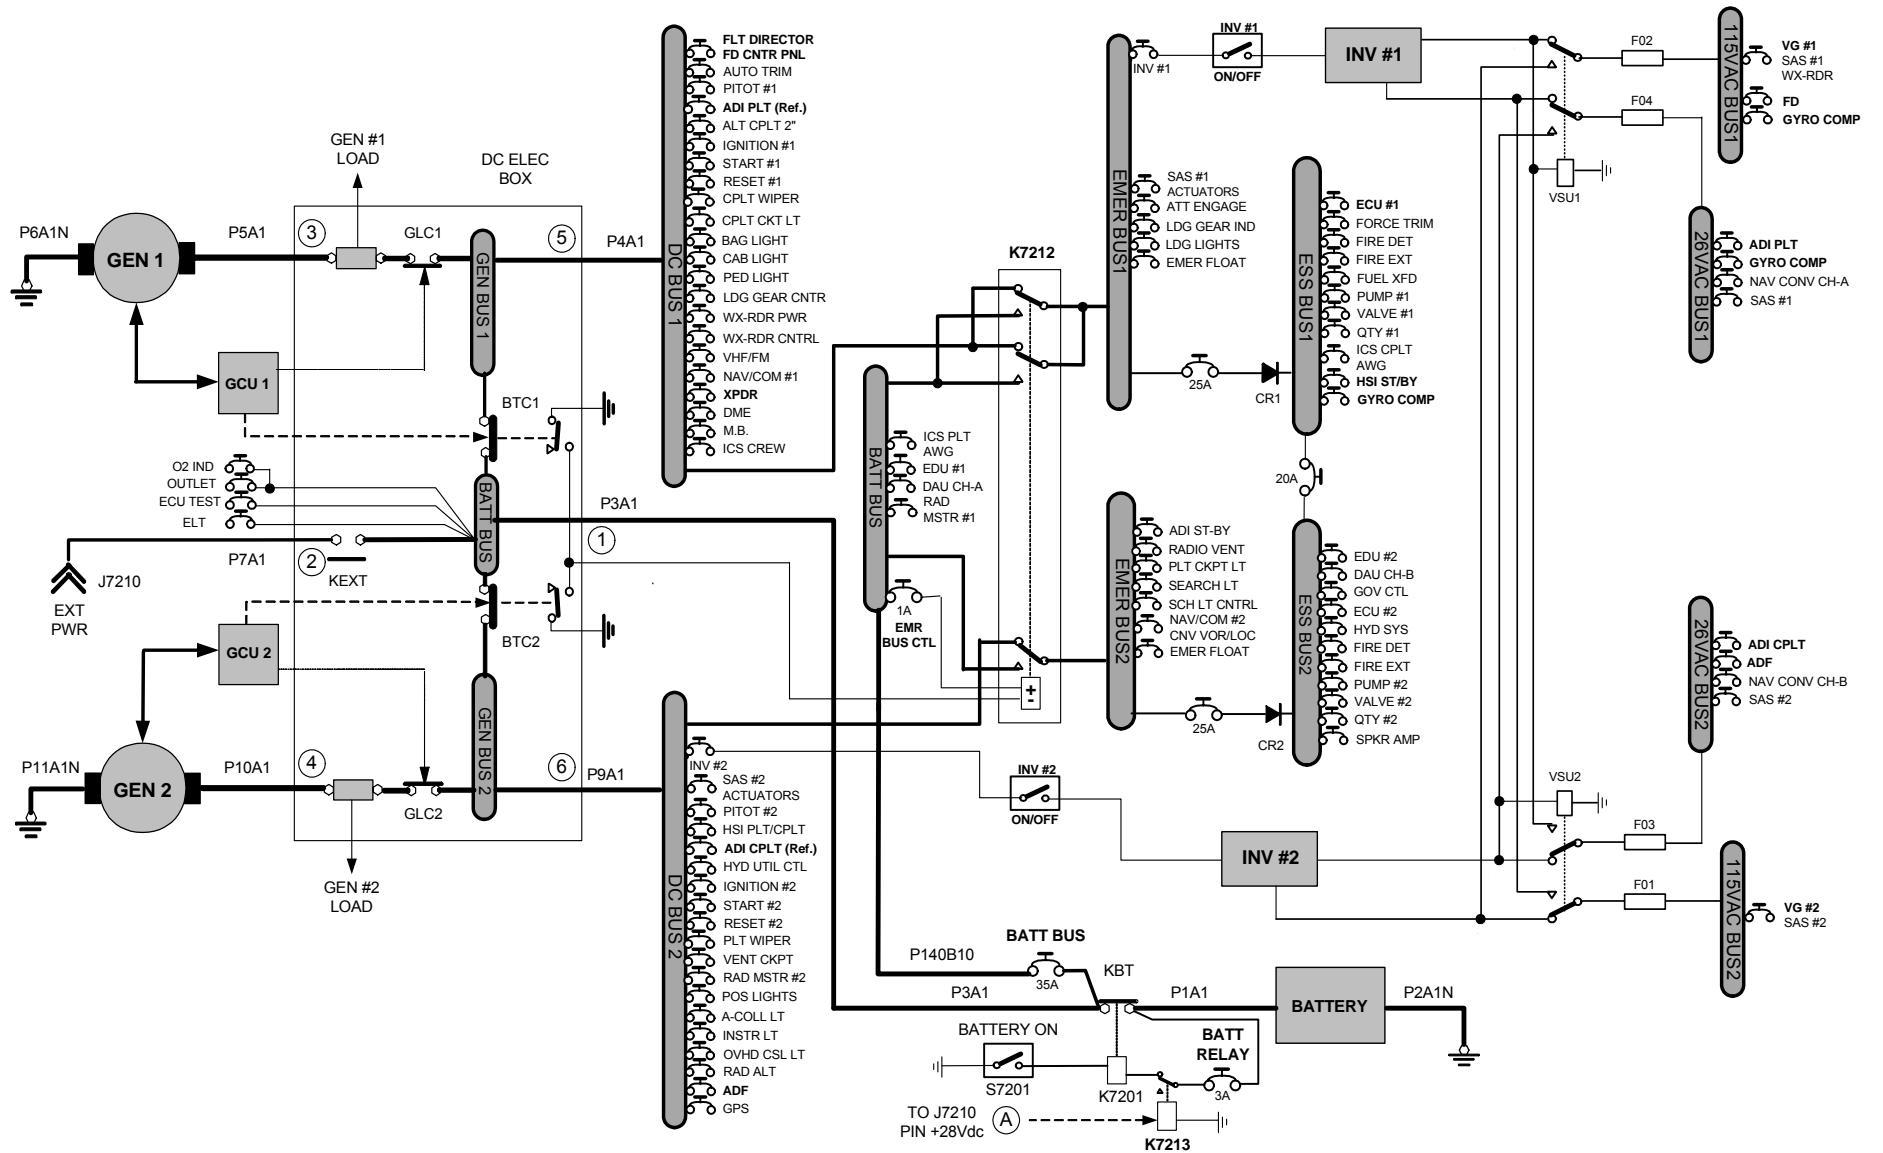 FLT DIRECTOR
FD CNTR PNL
AUTO TRIM
PITOT #1
ADI PLT (Ref.)
ALT CPLT 2"
IGNITION #1
START #1
RESET #1
CPLT WIPER
CPLT CKT LT
BAG LIGHT
CAB LIGHT
PED LIGHT
LDG GEAR CNTR
WX-RDR PWR
WX-RDR CNTRL
VHF/FM
NAV/COM #1
XPDR
DME
M.B.
ICS CREW
DC BUS 1
GEN #1
LOAD
DC ELEC
BOX
P6A1N
GEN 1
P5A1
3
GLC1
GEN BUS 1
5
P4A1
GCU 1
BTC1
O2 IND
OUTLET
ECU TEST
ELT
BATT BUS
P3A1
P7A1
2
KEXT
1
J7210
EXT
PWR
GCU 2
BTC2
GEN BUS 2
P11A1N
GEN 2
P10A1
4
GLC2
6
P9A1
GEN #2
LOAD
DC BUS 2
INV #2
SAS #2
ACTUATORS
PITOT #2
HSI PLT/CPLT
ADI CPLT (Ref.)
HYD UTIL CTL
IGNITION #2
START #2
RESET #2
PLT WIPER
VENT CKPT
RAD MSTR #2
POS LIGHTS
A-COLL LT
INSTR LT
OVHD CSL LT
RAD ALT
ADF
GPS
K7212
+
-
BATT BUS
ICS PLT
AWG
EDU #1
DAU CH-A
RAD
MSTR #1
1A
EMR
BUS CTL
EMER BUS1
INV #1
SAS #1
ACTUATORS
ATT ENGAGE
LDG GEAR IND
LDG LIGHTS
EMER FLOAT
25A
CR1
INV #1
ON/OFF
INV #1
ESS BUS1
ECU #1
FORCE TRIM
FIRE DET
FIRE EXT
FUEL XFD
PUMP #1
VALVE #1
QTY #1
ICS CPLT
AWG
HSI ST/BY
GYRO COMP
20A
EMER BUS2
ADI ST-BY
RADIO VENT
PLT CKPT LT
SEARCH LT
SCH LT CNTRL
NAV/COM #2
CNV VOR/LOC
EMER FLOAT
25A
CR2
ESS BUS2
EDU #2
DAU CH-B
GOV CTL
ECU #2
HYD SYS
FIRE DET
FIRE EXT
PUMP #2
VALVE #2
QTY #2
SPKR AMP
INV #2
ON/OFF
INV #2
VSU1
F02
F04
115VAC BUS1
VG #1
SAS #1
WX-RDR
FD
GYRO COMP
26VAC BUS1
ADI PLT
GYRO COMP
NAV CONV CH-A
SAS #1
26VAC BUS2
ADI CPLT
ADF
NAV CONV CH-B
SAS #2
VSU2
F03
F01
115VAC BUS2
VG #2
SAS #2
P140B10
BATT BUS
35A
KBT
P3A1
P1A1
BATTERY
P2A1N
BATTERY ON
S7201
BATT
RELAY
K7201
3A
TO J7210
PIN +28Vdc
A
K7213